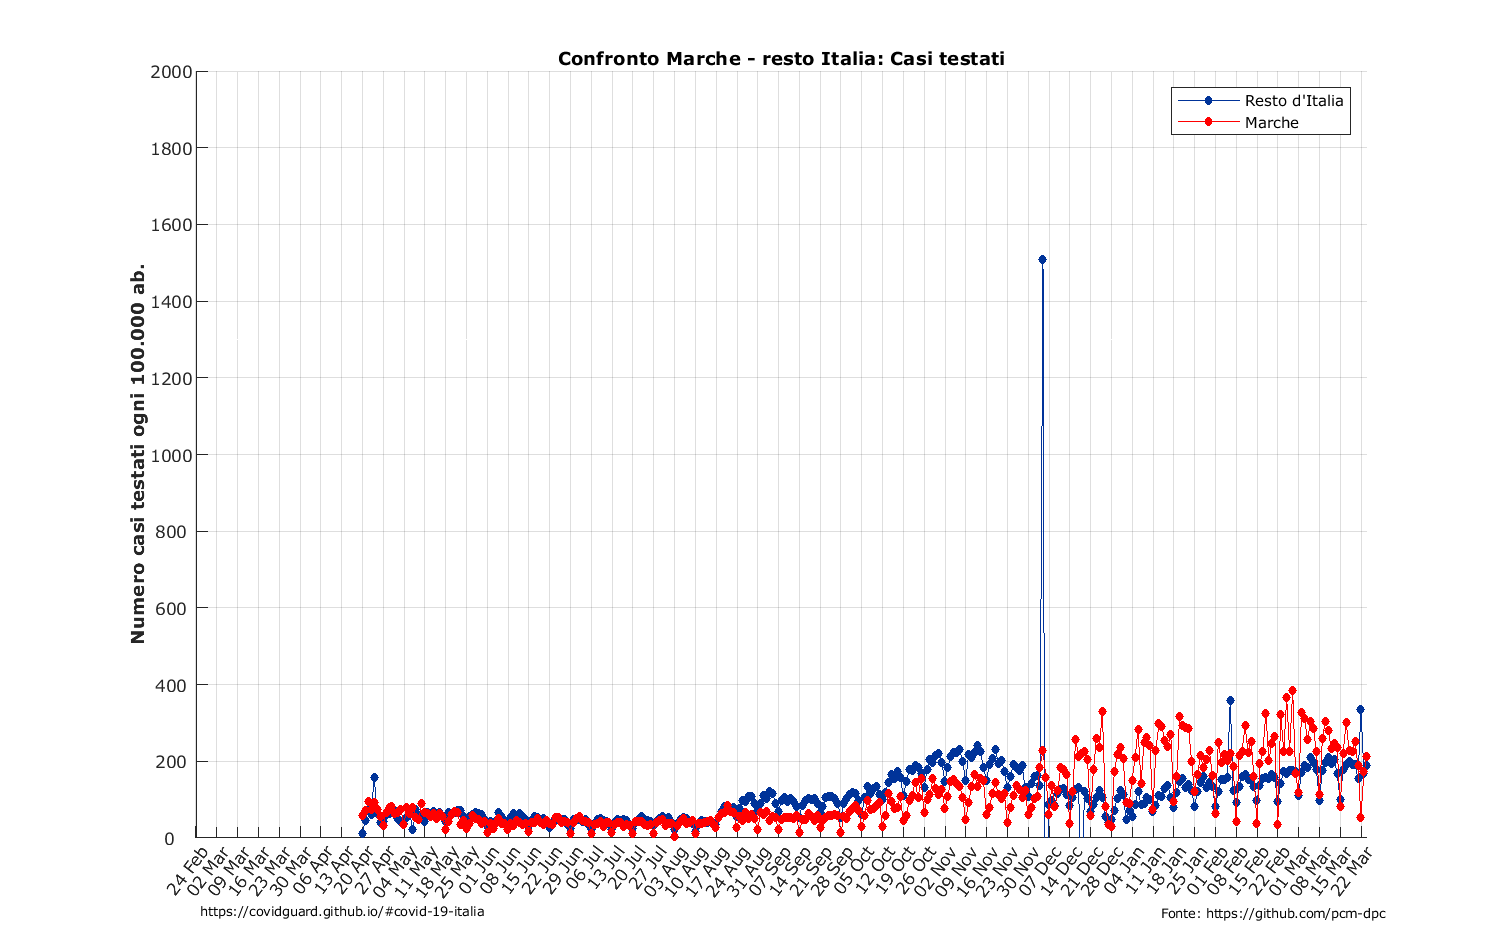 Confronto Marche - resto Italia: Casi testati
Resto d'Italia
Marche
Numero casi testati ogni 100.000 ab.
2000
1800
1600
1400
1200
1000
800
600
400
200
0
24 Feb
02 Mar
09 Mar
16 Mar
23 Mar
30 Mar
06 Apr
13 Apr
20 Apr
27 Apr
04 May
11 May
18 May
25 May
01 Jun
08 Jun
15 Jun
22 Jun
29 Jun
06 Jul
13 Jul
20 Jul
27 Jul
03 Aug
10 Aug
17 Aug
24 Aug
31 Aug
07 Sep
14 Sep
21 Sep
28 Sep
05 Oct
12 Oct
19 Oct
26 Oct
02 Nov
09 Nov
16 Nov
23 Nov
30 Nov
07 Dec
14 Dec
21 Dec
28 Dec
04 Jan
11 Jan
18 Jan
25 Jan
01 Feb
08 Feb
15 Feb
22 Feb
01 Mar
08 Mar
15 Mar
22 Mar
https://covidguard.github.io/#covid-19-italia
Fonte: https://github.com/pcm-dpc